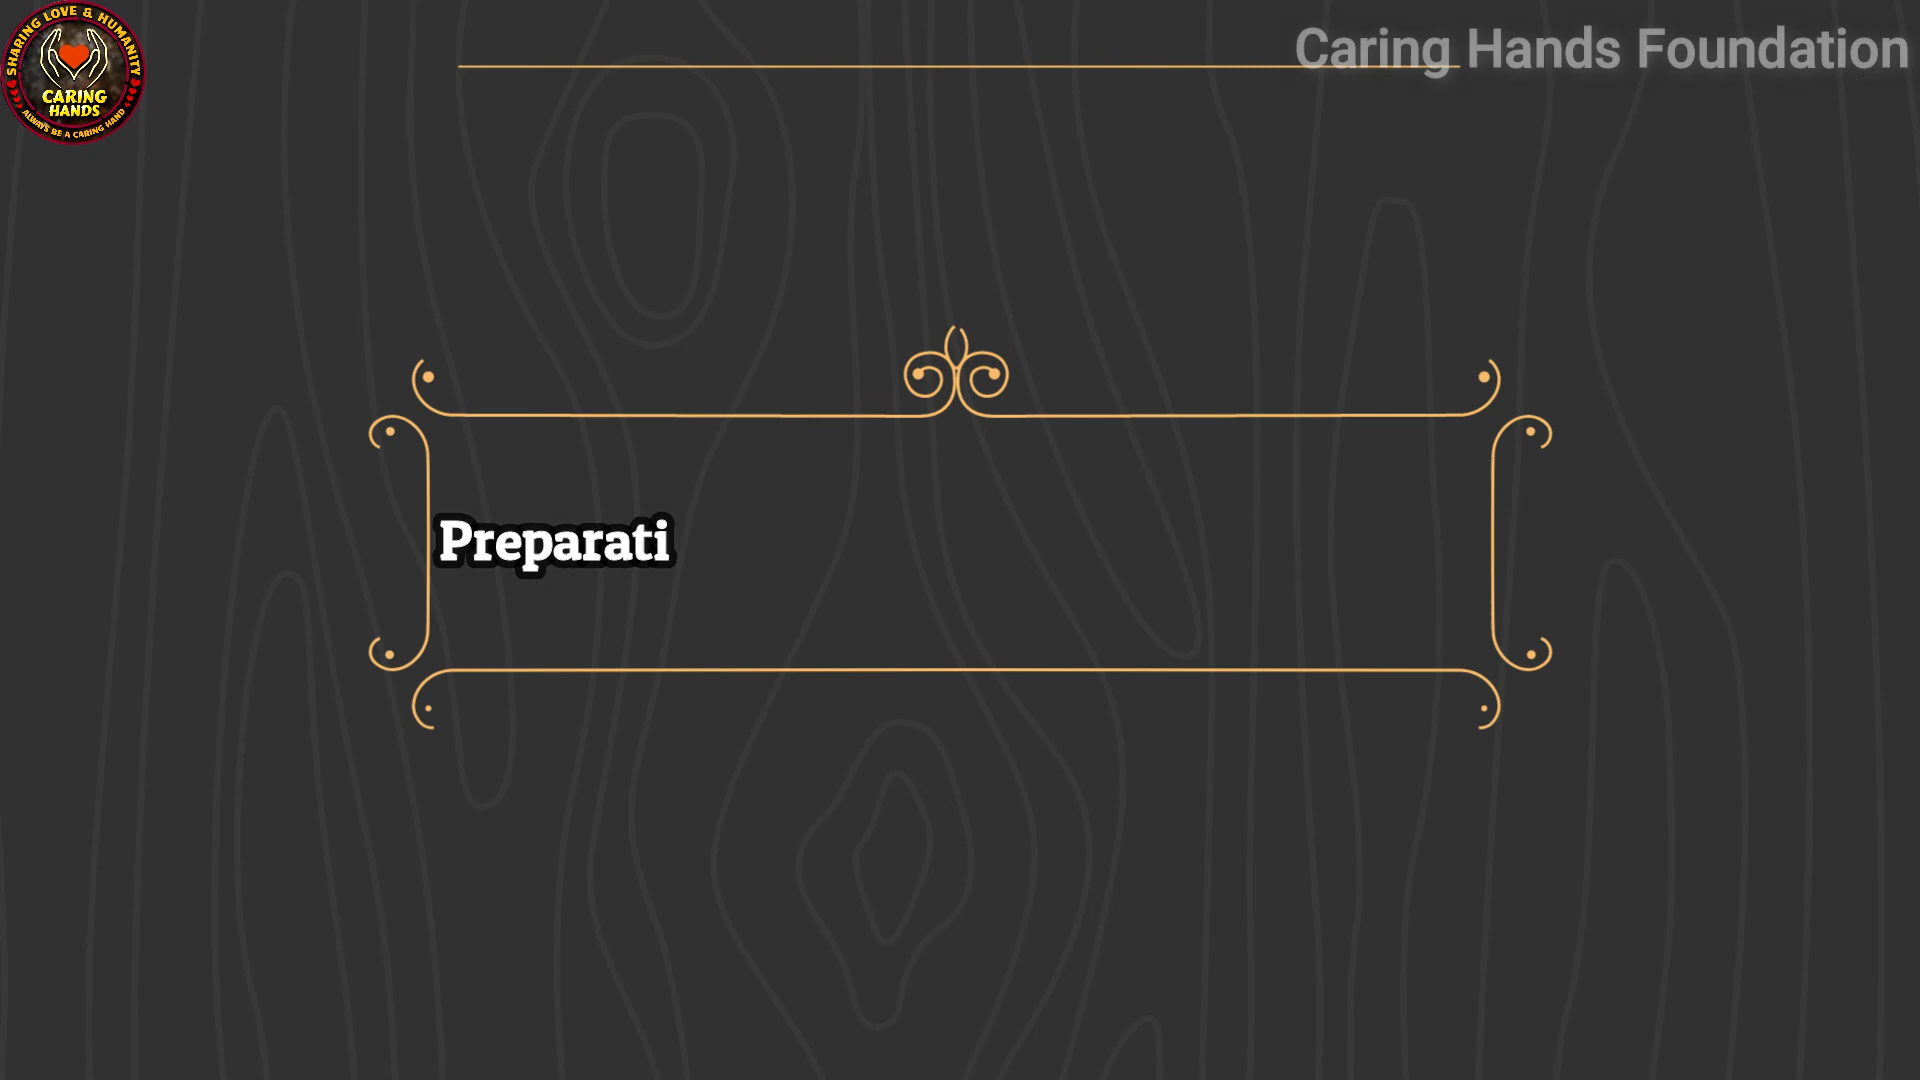 SHARING LOVE & HUMANITY
CARING
HANDS
ALWAYS BE A CARING HAND
Caring Hands Foundation
Preparati